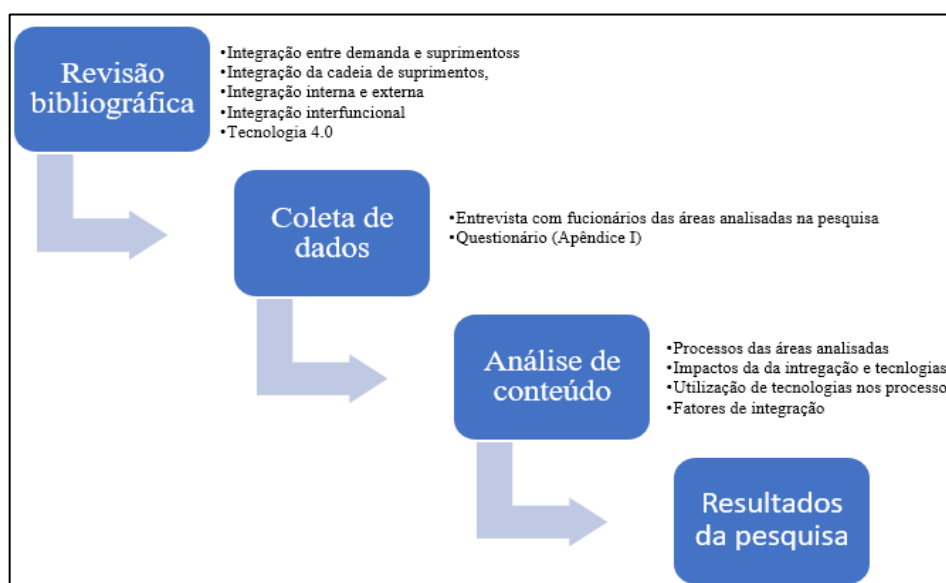 Revisão
bibliográfica
•Integração entre demanda e suprimentoss
•Integração da cadeia de suprimentos,
•Integração interna e externa
•Integração interfuncional
•Tecnologia 4.0
Coleta de
dados
•Entrevista com fucionários das áreas analisadas na pesquisa
•Questionário (Apêndice I)
Análise de
conteúdo
•Processos das áreas analisadas
•Impactos da da intregação e tecnlogias
•Utilização de tecnologias nos processo
•Fatores de integração
Resultados
da pesquisa